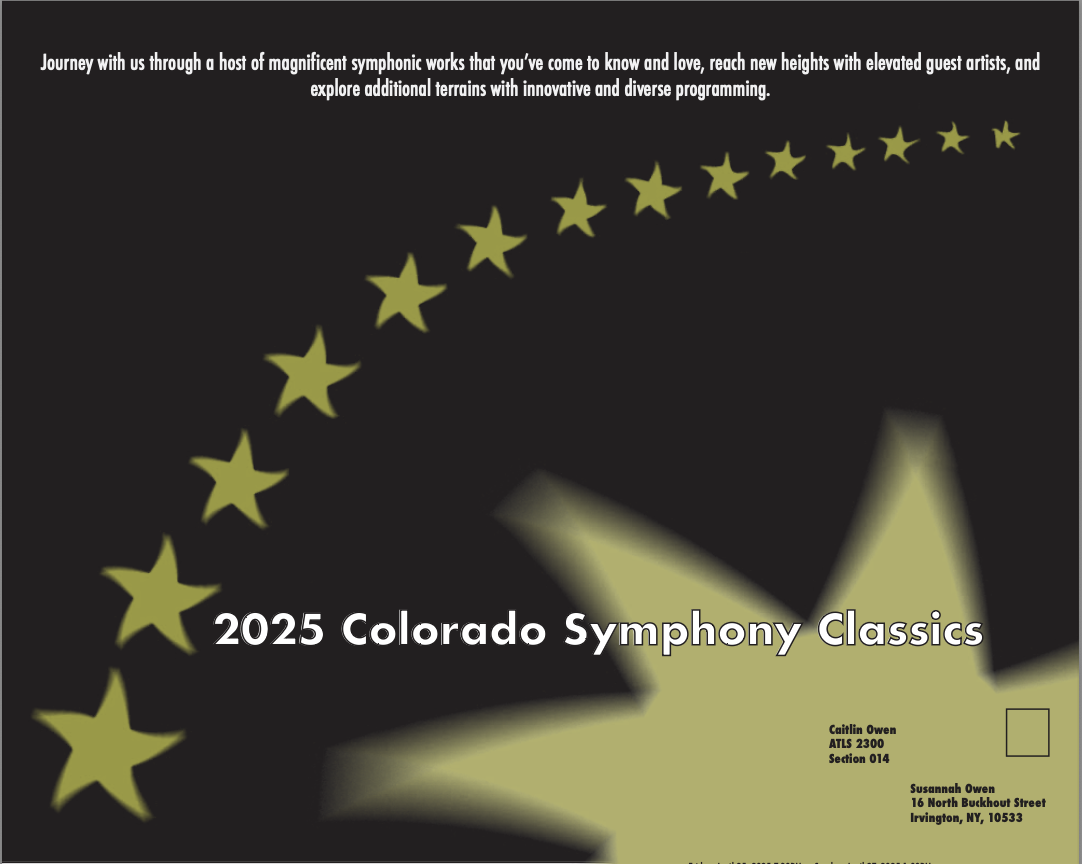 Journey with us through a host of magnificent symphonic works that you've come to know and love, reach new heights with elevated guest artists, and
explore additional terrains with innovative and diverse programming.
2025 Colorado Symphony Classics
Caitlin Owen
ATLS 2300
Section 014
Susannah Owen
16 North Buckhout Street
Irvington, NY, 10533